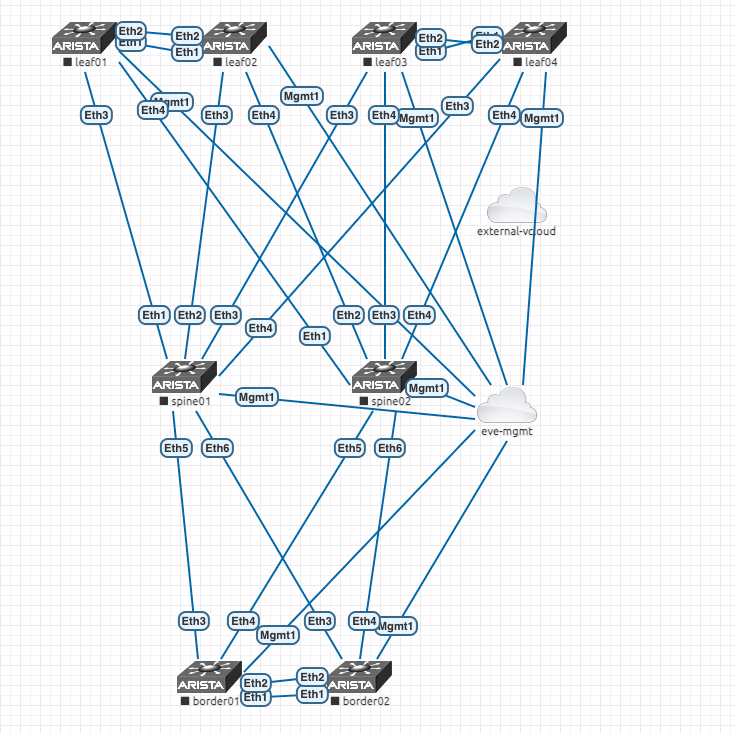 ARISTA
leaf01
Eth2
Eth1
Eth2
Eth1
ARISTA
leaf02
ARISTA
leaf03
Eth2
Eth1
Eth1
Eth2
ARISTA
leaf04
Eth3
Eth4
Mgmt1
Eth3
Eth4
Mgmt1
Eth3
Eth4
Mgmt1
Eth3
Eth4
Mgmt1
external-vcloud
Eth1
Eth2
Eth3
Eth4
Eth1
Eth2
Eth3
Eth4
ARISTA
spine01
Mgmt1
ARISTA
spine02
Mgmt1
eve-mgmt
Eth5
Eth6
Eth5
Eth6
Eth3
Eth4
Mgmt1
Eth3
Eth4
Mgmt1
ARISTA
border01
Eth2
Eth1
Eth2
Eth1
ARISTA
border02